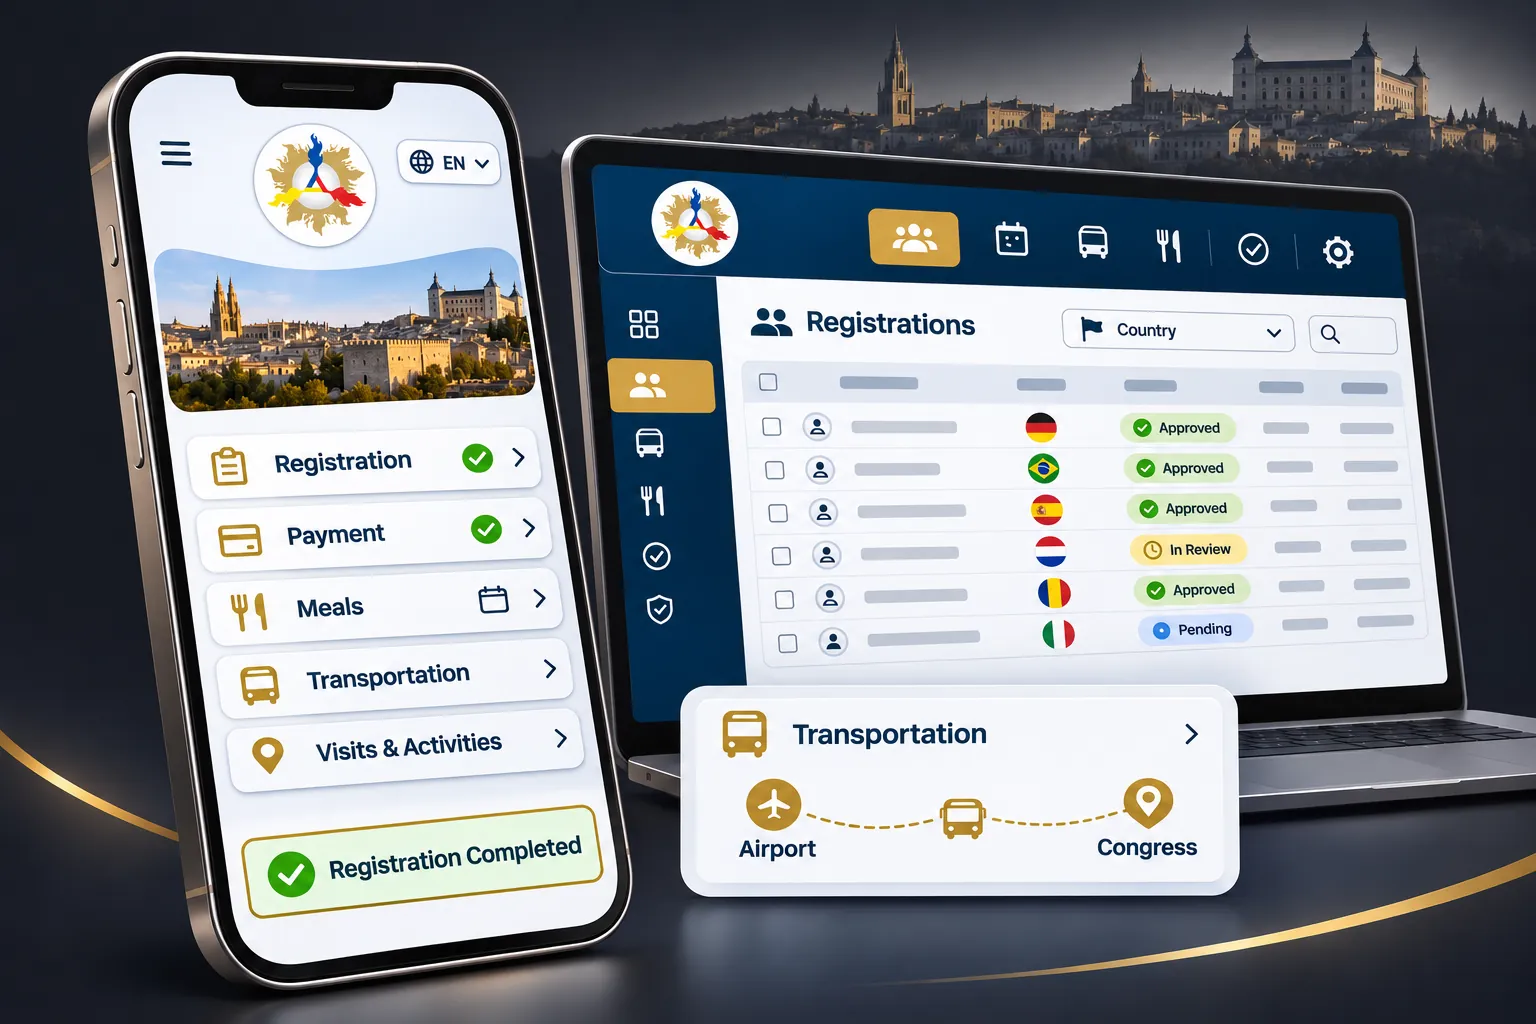 EN
Registration
Payment
Meals
Transportation
Visits & Activities
Registration Completed
Registrations
Country
Approved
Approved
Approved
In Review
Approved
Pending
Transportation
Airport
Congress